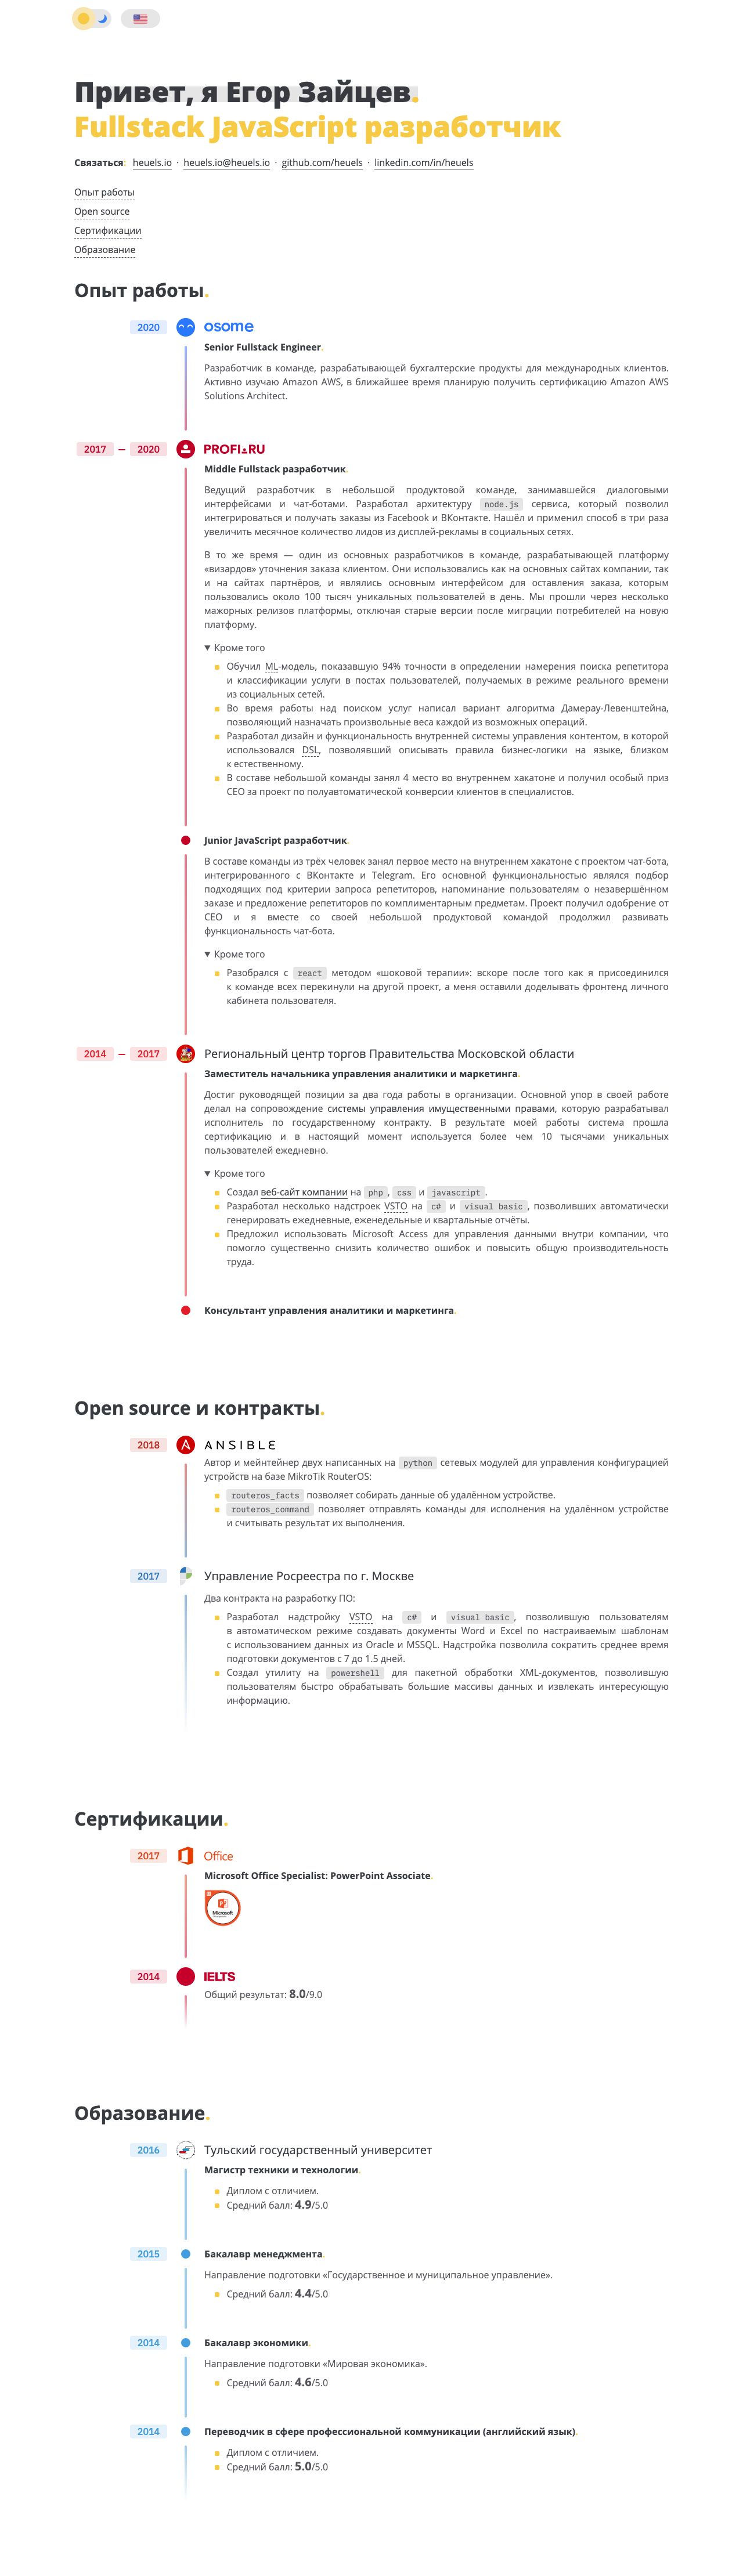 Привет, я Егор Зайцев.
Fullstack JavaScript разработчик
Связаться: heuels.io · heuels.io@heuels.io · github.com/heuels · linkedin.com/in/heuels
Опыт работы
Open source
Сертификации
Образование
Опыт работы.
2020 osome
Senior Fullstack Engineer.
Разработчик в команде, разрабатывающей бухгалтерские продукты для международных клиентов.
Активно изучаю Amazon AWS, в ближайшее время планирую получить сертификацию Amazon AWS
Solutions Architect.
2017 — 2020 PROFI.RU
Middle Fullstack разработчик.
Ведущий разработчик в небольшой продуктовой команде, занимавшейся диалоговыми
интерфейсами и чат-ботами. Разработал архитектуру node.js сервиса, который позволил
интегрироваться и получать заказы из Facebook и ВКонтакте. Нашёл и применил способ в три раза
увеличить месячное количество лидов из дисплей-рекламы в социальных сетях.
В то же время — один из основных разработчиков в команде, разрабатывающей платформу
«визардов» уточнения заказа клиентом. Они использовались как на основных сайтах компании, так
и на сайтах партнёров, и являлись основным интерфейсом для оставления заказа, которым
пользовались около 100 тысяч уникальных пользователей в день. Мы прошли через несколько
мажорных релизов платформы, отключая старые версии после миграции потребителей на новую
платформу.
▼ Кроме того
Обучил ML-модель, показавшую 94% точности в определении намерения поиска репетитора
и классификации услуги в постах пользователей, получаемых в режиме реального времени
из социальных сетей.
Во время работы над поиском услуг написал вариант алгоритма Дамерау-Левенштейна,
позволяющий назначать произвольные веса каждой из возможных операций.
Разработал дизайн и функциональность внутренней системы управления контентом, в которой
использовался DSL, позволявший описывать правила бизнес-логики на языке, близком
к естественному.
В составе небольшой команды занял 4 место во внутреннем хакатоне и получил особый приз
CEO за проект по полуавтоматической конверсии клиентов в специалистов.
Junior JavaScript разработчик.
В составе команды из трёх человек занял первое место на внутреннем хакатоне с проектом чат-бота,
интегрированного с ВКонтакте и Telegram. Его основной функциональностью являлся подбор
подходящих под критерии запроса репетиторов, напоминание пользователям о незавершённом
заказе и предложение репетиторов по комплиментарным предметам. Проект получил одобрение от
CEO и я вместе со своей небольшой продуктовой командой продолжил развивать
функциональность чат-бота.
▼ Кроме того
Разобрался с react методом «шоковой терапии»: вскоре после того как я присоединился
к команде всех перекинули на другой проект, а меня оставили доделывать фронтенд личного
кабинета пользователя.
2014 — 2017 Региональный центр торгов Правительства Московской области
Заместитель начальника управления аналитики и маркетинга.
Достиг руководящей позиции за два года работы в организации. Основной упор в своей работе
делал на сопровождение системы управления имущественными правами, которую разрабатывал
исполнитель по государственному контракту. В результате моей работы система прошла
сертификацию и в настоящий момент используется более чем 10 тысячами уникальных
пользователей ежедневно.
▼ Кроме того
Создал веб-сайт компании на php, css и javascript.
Разработал несколько надстроек VSTO на c# и visual basic, позволивших автоматически
генерировать ежедневные, еженедельные и квартальные отчёты.
Предложил использовать Microsoft Access для управления данными внутри компании, что
помогло существенно снизить количество ошибок и повысить общую производительность
труда.
Консультант управления аналитики и маркетинга.
Open source и контракты.
2018 ANSIBLE
Автор и мейнтейнер двух написанных на python сетевых модулей для управления конфигурацией
устройств на базе MikroTik RouterOS:
routeros_facts позволяет собирать данные об удалённом устройстве.
routeros_command позволяет отправлять команды для исполнения на удалённом устройстве
и считывать результат их выполнения.
2017 Управление Росреестра по г. Москве
Два контракта на разработку ПО:
Разработал надстройку VSTO на c# и visual basic, позволившую пользователям
в автоматическом режиме создавать документы Word и Excel по настраиваемым шаблонам
с использованием данных из Oracle и MSSQL. Надстройка позволила сократить среднее время
подготовки документов с 7 до 1.5 дней.
Создал утилиту на powershell для пакетной обработки XML-документов, позволившую
пользователям быстро обрабатывать большие массивы данных и извлекать интересующую
информацию.
Сертификации.
2017 Office
Microsoft Office Specialist: PowerPoint Associate.
Microsoft
2014 IELTS
Общий результат: 8.0/9.0
Образование.
2016 Тульский государственный университет
Магистр техники и технологии.
Диплом с отличием.
Средний балл: 4.9/5.0
2015 Бакалавр менеджмента.
Направление подготовки «Государственное и муниципальное управление».
Средний балл: 4.4/5.0
2014 Бакалавр экономики.
Направление подготовки «Мировая экономика».
Средний балл: 4.6/5.0
2014 Переводчик в сфере профессиональной коммуникации (английский язык).
Диплом с отличием.
Средний балл: 5.0/5.0